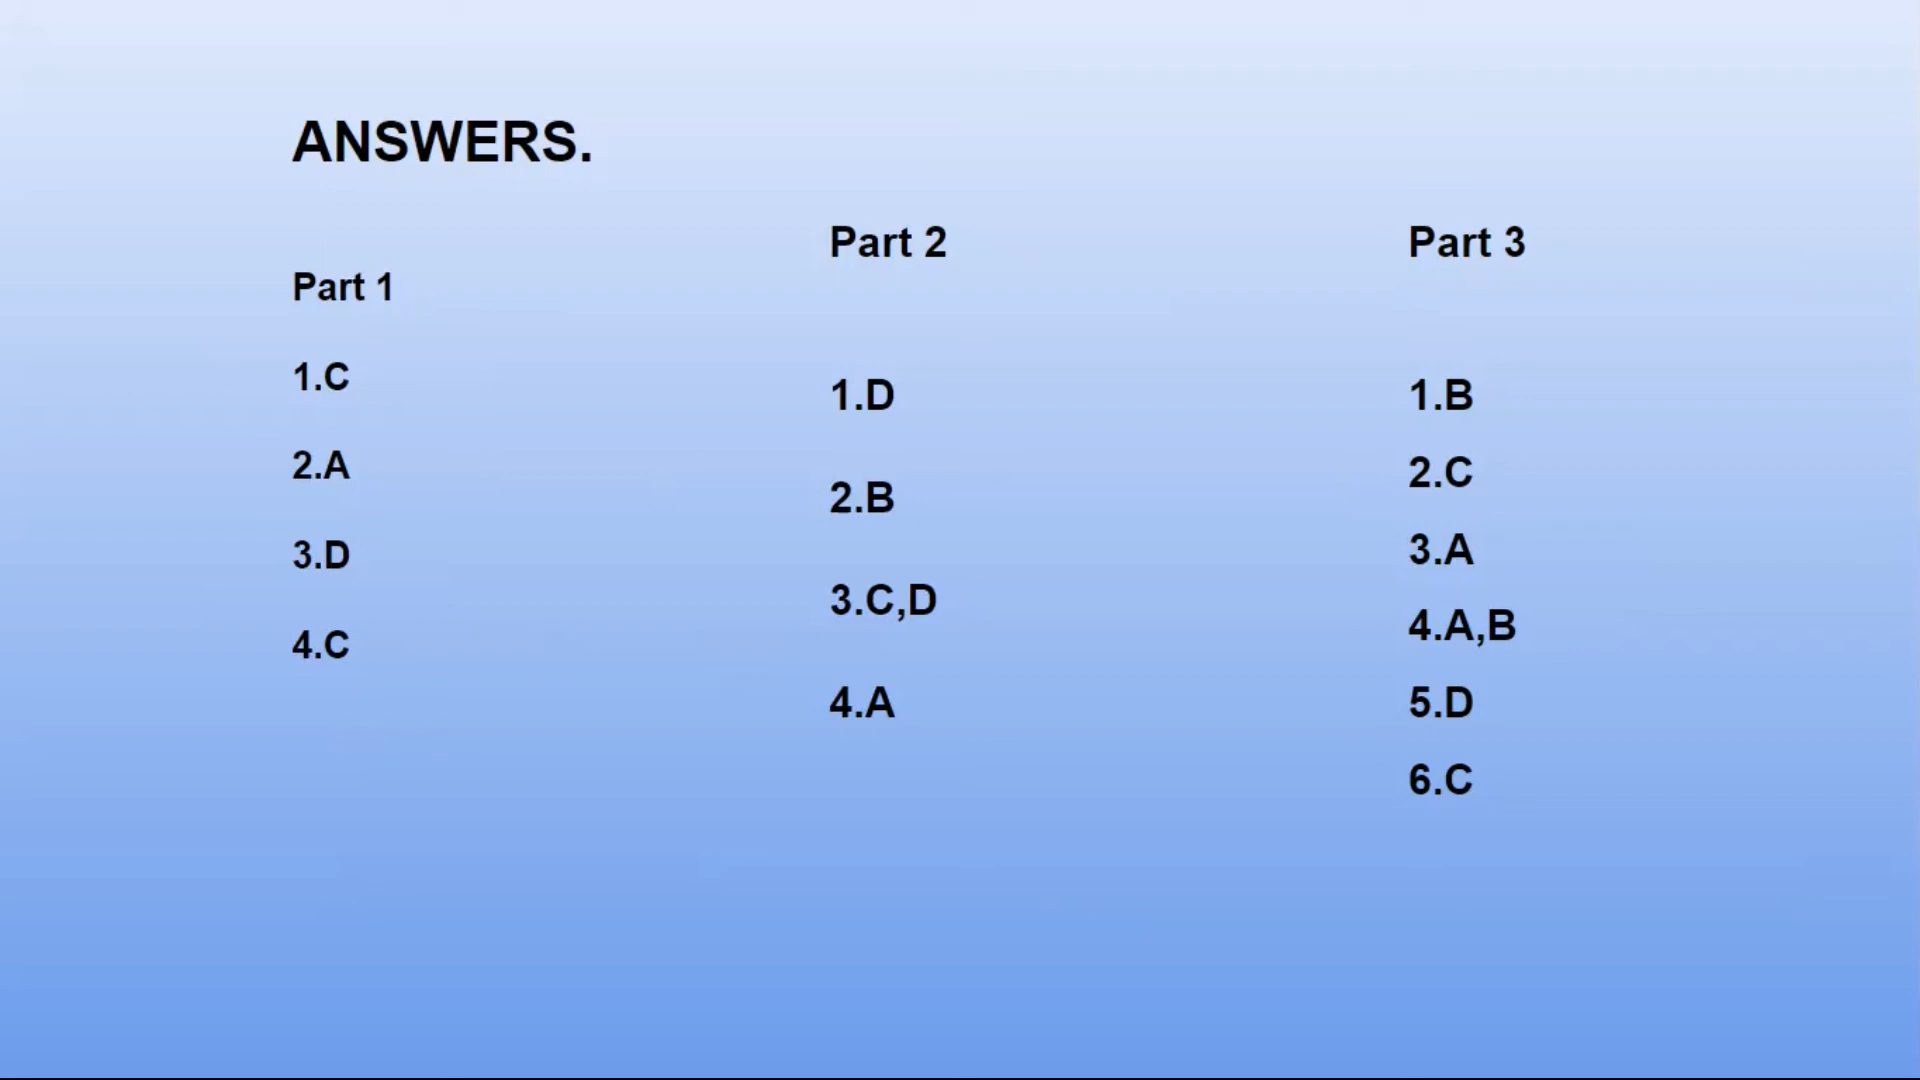 ANSWERS.
Part 1
1.C
2.A
3.D
4.C
Part 2
1.D
2.B
3.C,D
4.A
Part 3
1.B
2.C
3.A
4.A,B
5.D
6.C